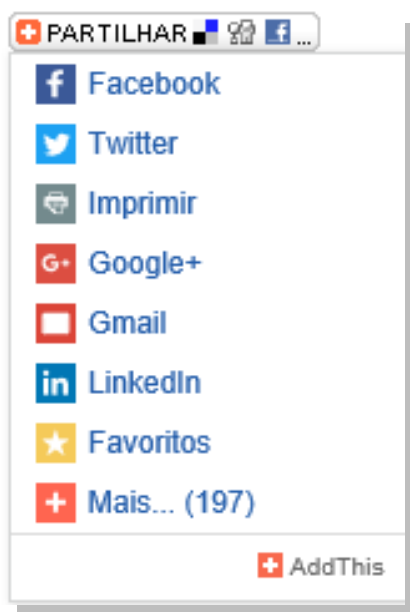 PARTILHAR ...
Facebook
Twitter
Imprimir
Google+
Gmail
LinkedIn
Favoritos
Mais... (197)
AddThis